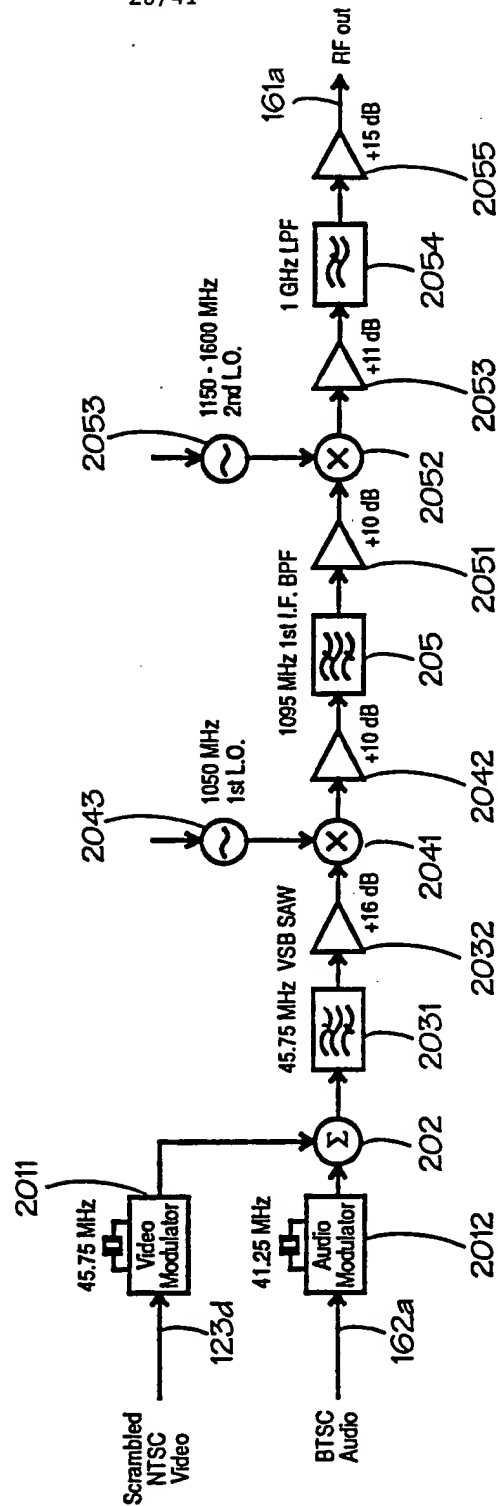 20/41
Scrambled
NTSC
Video
123d
45.75 MHz
Video
Modulator
2011
BTSC
Audio
162a
41.25 MHz
Audio
Modulator
2012
Σ
202
45.75 MHz VSB SAW
2031
+16 dB
2032
1050 MHz
1st L.O.
2043
2041
+10 dB
2042
1095 MHz 1st I.F. BPF
205
+10 dB
2051
1150 - 1600 MHz
2nd L.O.
2053
2052
+11 dB
2053
1 GHz LPF
2054
+15 dB
2055
161a
RF out